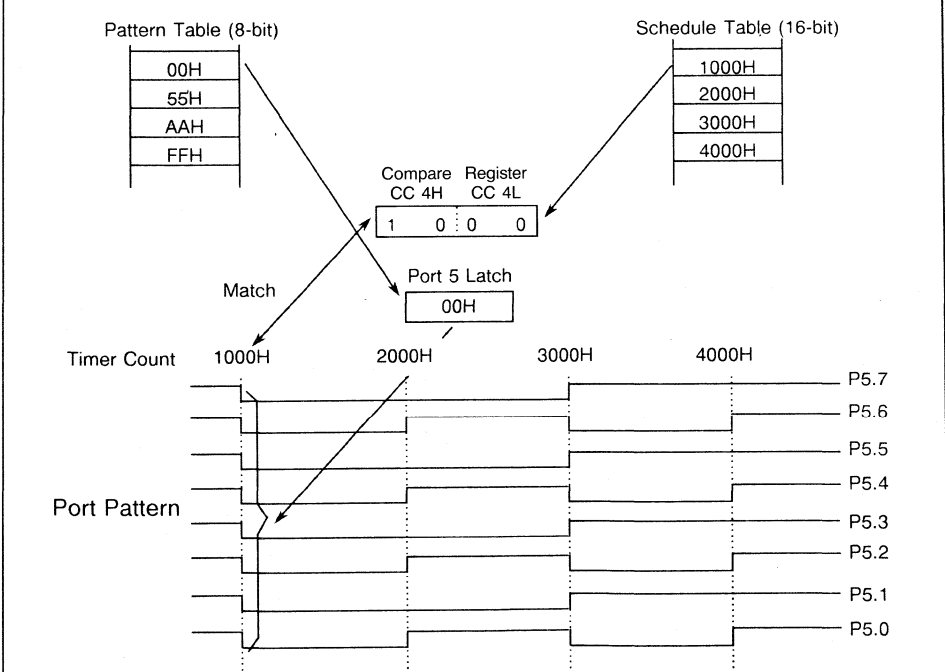 Pattern Table (8-bit)
00H
55H
AAH
FFH
Schedule Table (16-bit)
1000H
2000H
3000H
4000H
Compare Register
CC 4H CC 4L
1 0 0 0
Port 5 Latch
00H
Match
Timer Count 1000H 2000H 3000H 4000H
P5.7
P5.6
P5.5
P5.4
Port Pattern
P5.3
P5.2
P5.1
P5.0